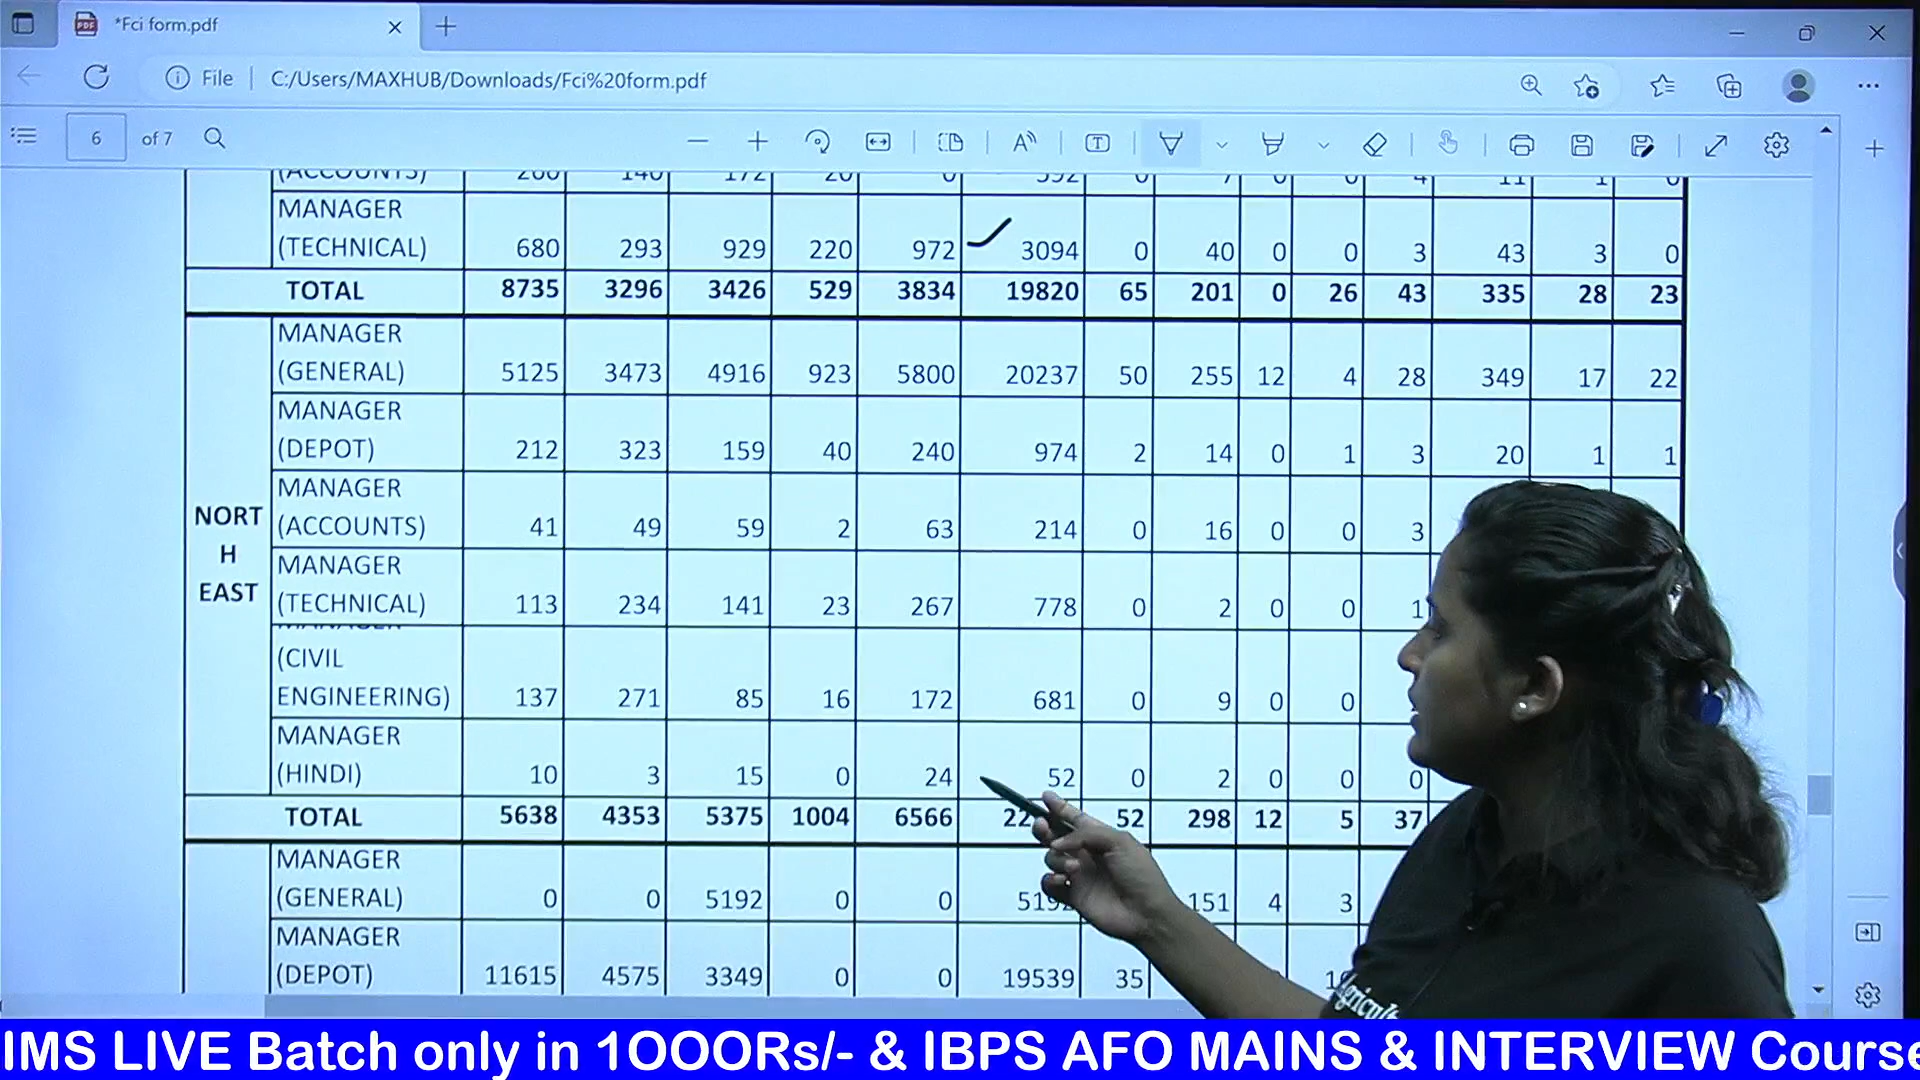 *Fci form.pdf
File C:/Users/MAXHUB/Downloads/Fci%20form.pdf
6 of 7
(ACCOUNTS) 260 140 172 20 0 592 0 7 0 0 4 11 1 0
MANAGER
(TECHNICAL) 680 293 929 220 972 3094 0 40 0 0 3 43 3 0
TOTAL 8735 3296 3426 529 3834 19820 65 201 0 26 43 335 28 23
MANAGER
(GENERAL) 5125 3473 4916 923 5800 20237 50 255 12 4 28 349 17 22
MANAGER
(DEPOT) 212 323 159 40 240 974 2 14 0 1 3 20 1 1
NORT
H
EAST
MANAGER
(ACCOUNTS) 41 49 59 2 63 214 0 16 0 0 3
MANAGER
(TECHNICAL) 113 234 141 23 267 778 0 2 0 0 1
MANAGER
(CIVIL
ENGINEERING) 137 271 85 16 172 681 0 9 0 0
MANAGER
(HINDI) 10 3 15 0 24 52 0 2 0 0 0
TOTAL 5638 4353 5375 1004 6566 52 298 12 5 37
MANAGER
(GENERAL) 0 0 5192 0 0 5192 151 4 3
MANAGER
(DEPOT) 11615 4575 3349 0 0 19539 35
IMS LIVE Batch only in 1OOORs/- & IBPS AFO MAINS & INTERVIEW Course